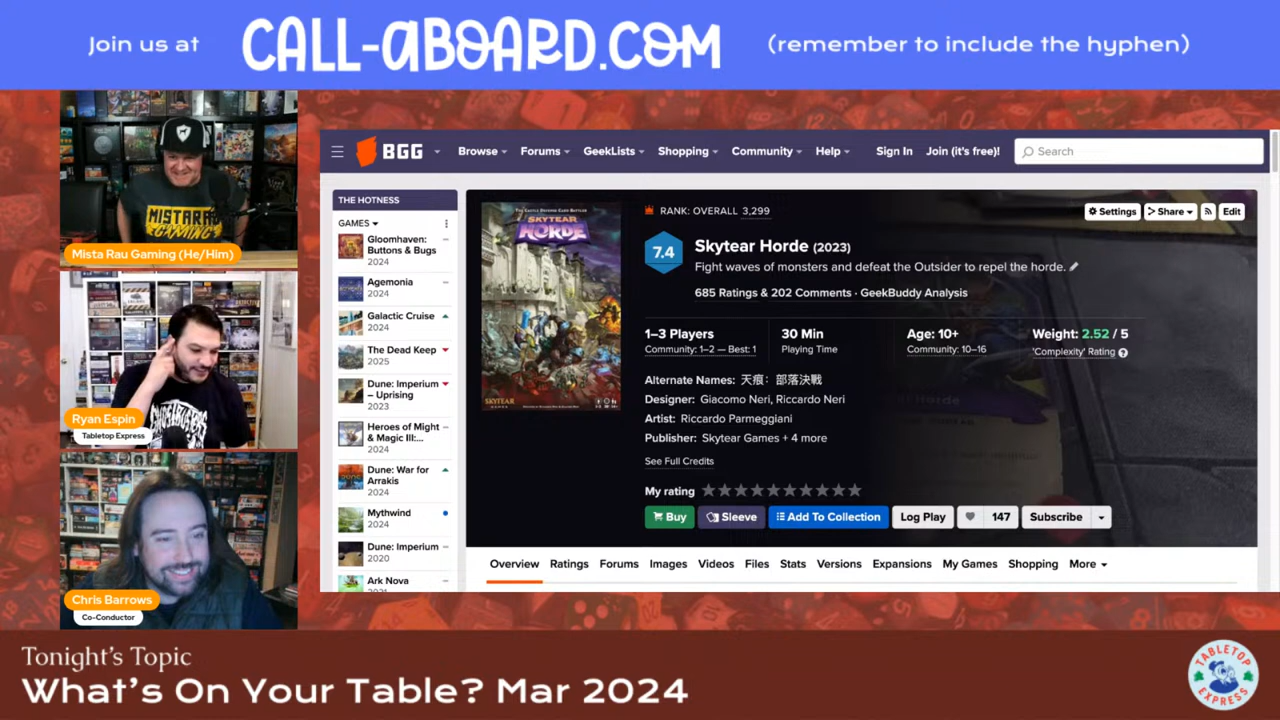 Join us at CALL-ABOARD.COM (remember to include the hyphen)
MISTARAU
GAMING
Mista Rau Gaming (He/Him)
GHOSTBUSTERS
Ryan Espin
Tabletop Express
Chris Barrows
Co-Conductor
BGG Browse Forums GeekLists Shopping Community Help Sign In Join (it's free!) Search
THE HOTNESS
GAMES
Gloomhaven:
Buttons & Bugs
2024
Agemonia
2024
Galactic Cruise
2024
The Dead Keep
2025
Dune: Imperium
– Uprising
2023
Heroes of Might
& Magic III:...
2024
Dune: War for
Arrakis
2024
Mythwind
2024
Dune: Imperium
2020
Ark Nova
SKYTEAR
HORDE
SKYTEAR
RANK: OVERALL 3,299
Settings Share Edit
7.4
Skytear Horde (2023)
Fight waves of monsters and defeat the Outsider to repel the horde.
685 Ratings & 202 Comments · GeekBuddy Analysis
1–3 Players 30 Min Age: 10+ Weight: 2.52 / 5
Community: 1–2 — Best: 1 Playing Time Community: 10–16 'Complexity' Rating
Alternate Names: 天痕：部落決戰
Designer: Giacomo Neri, Riccardo Neri
Artist: Riccardo Parmeggiani
Publisher: Skytear Games + 4 more
See Full Credits
My rating
Buy Sleeve Add To Collection Log Play 147 Subscribe
Overview Ratings Forums Images Videos Files Stats Versions Expansions My Games Shopping More
Tonight's Topic
What's On Your Table? Mar 2024
TABLETOP
EXPRESS